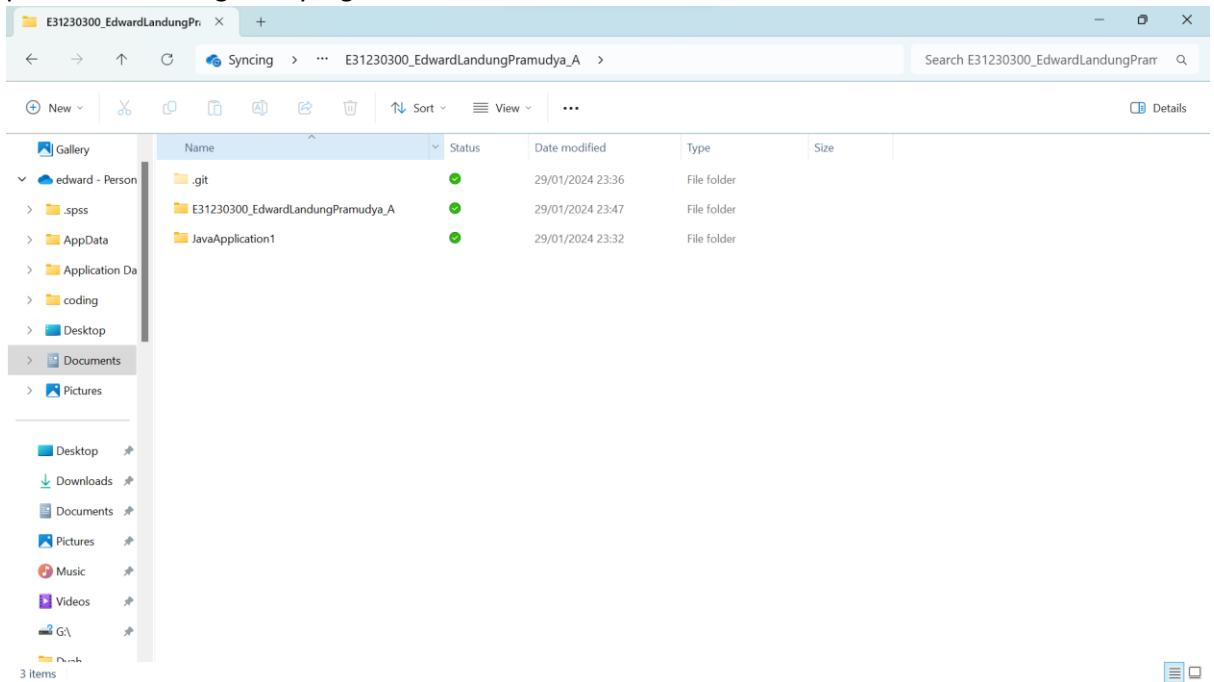 E31230300_EdwardLandungPr
Syncing > ... E31230300_EdwardLandungPramudya_A >
Search E31230300_EdwardLandungPram
New
Sort
View
...
Details
Name Status Date modified Type Size
.git 29/01/2024 23:36 File folder
E31230300_EdwardLandungPramudya_A 29/01/2024 23:47 File folder
JavaApplication1 29/01/2024 23:32 File folder
Gallery
edward - Person
.spss
AppData
Application Da
coding
Desktop
Documents
Pictures
Desktop
Downloads
Documents
Pictures
Music
Videos
G:\
3 items